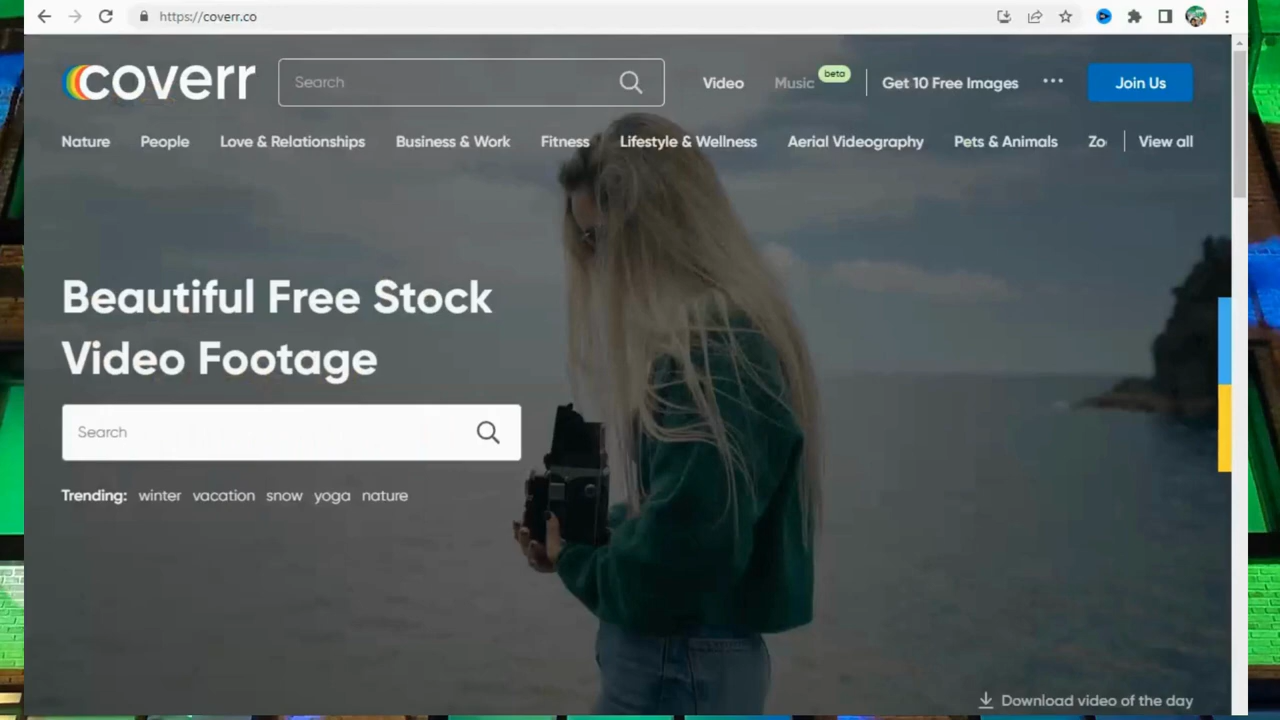 https://coverr.co
coverr
Search
Video
Music beta
Get 10 Free Images
Join Us
Nature People Love & Relationships Business & Work Fitness Lifestyle & Wellness Aerial Videography Pets & Animals Zo View all
Beautiful Free Stock
Video Footage
Search
Trending: winter vacation snow yoga nature
Download video of the day